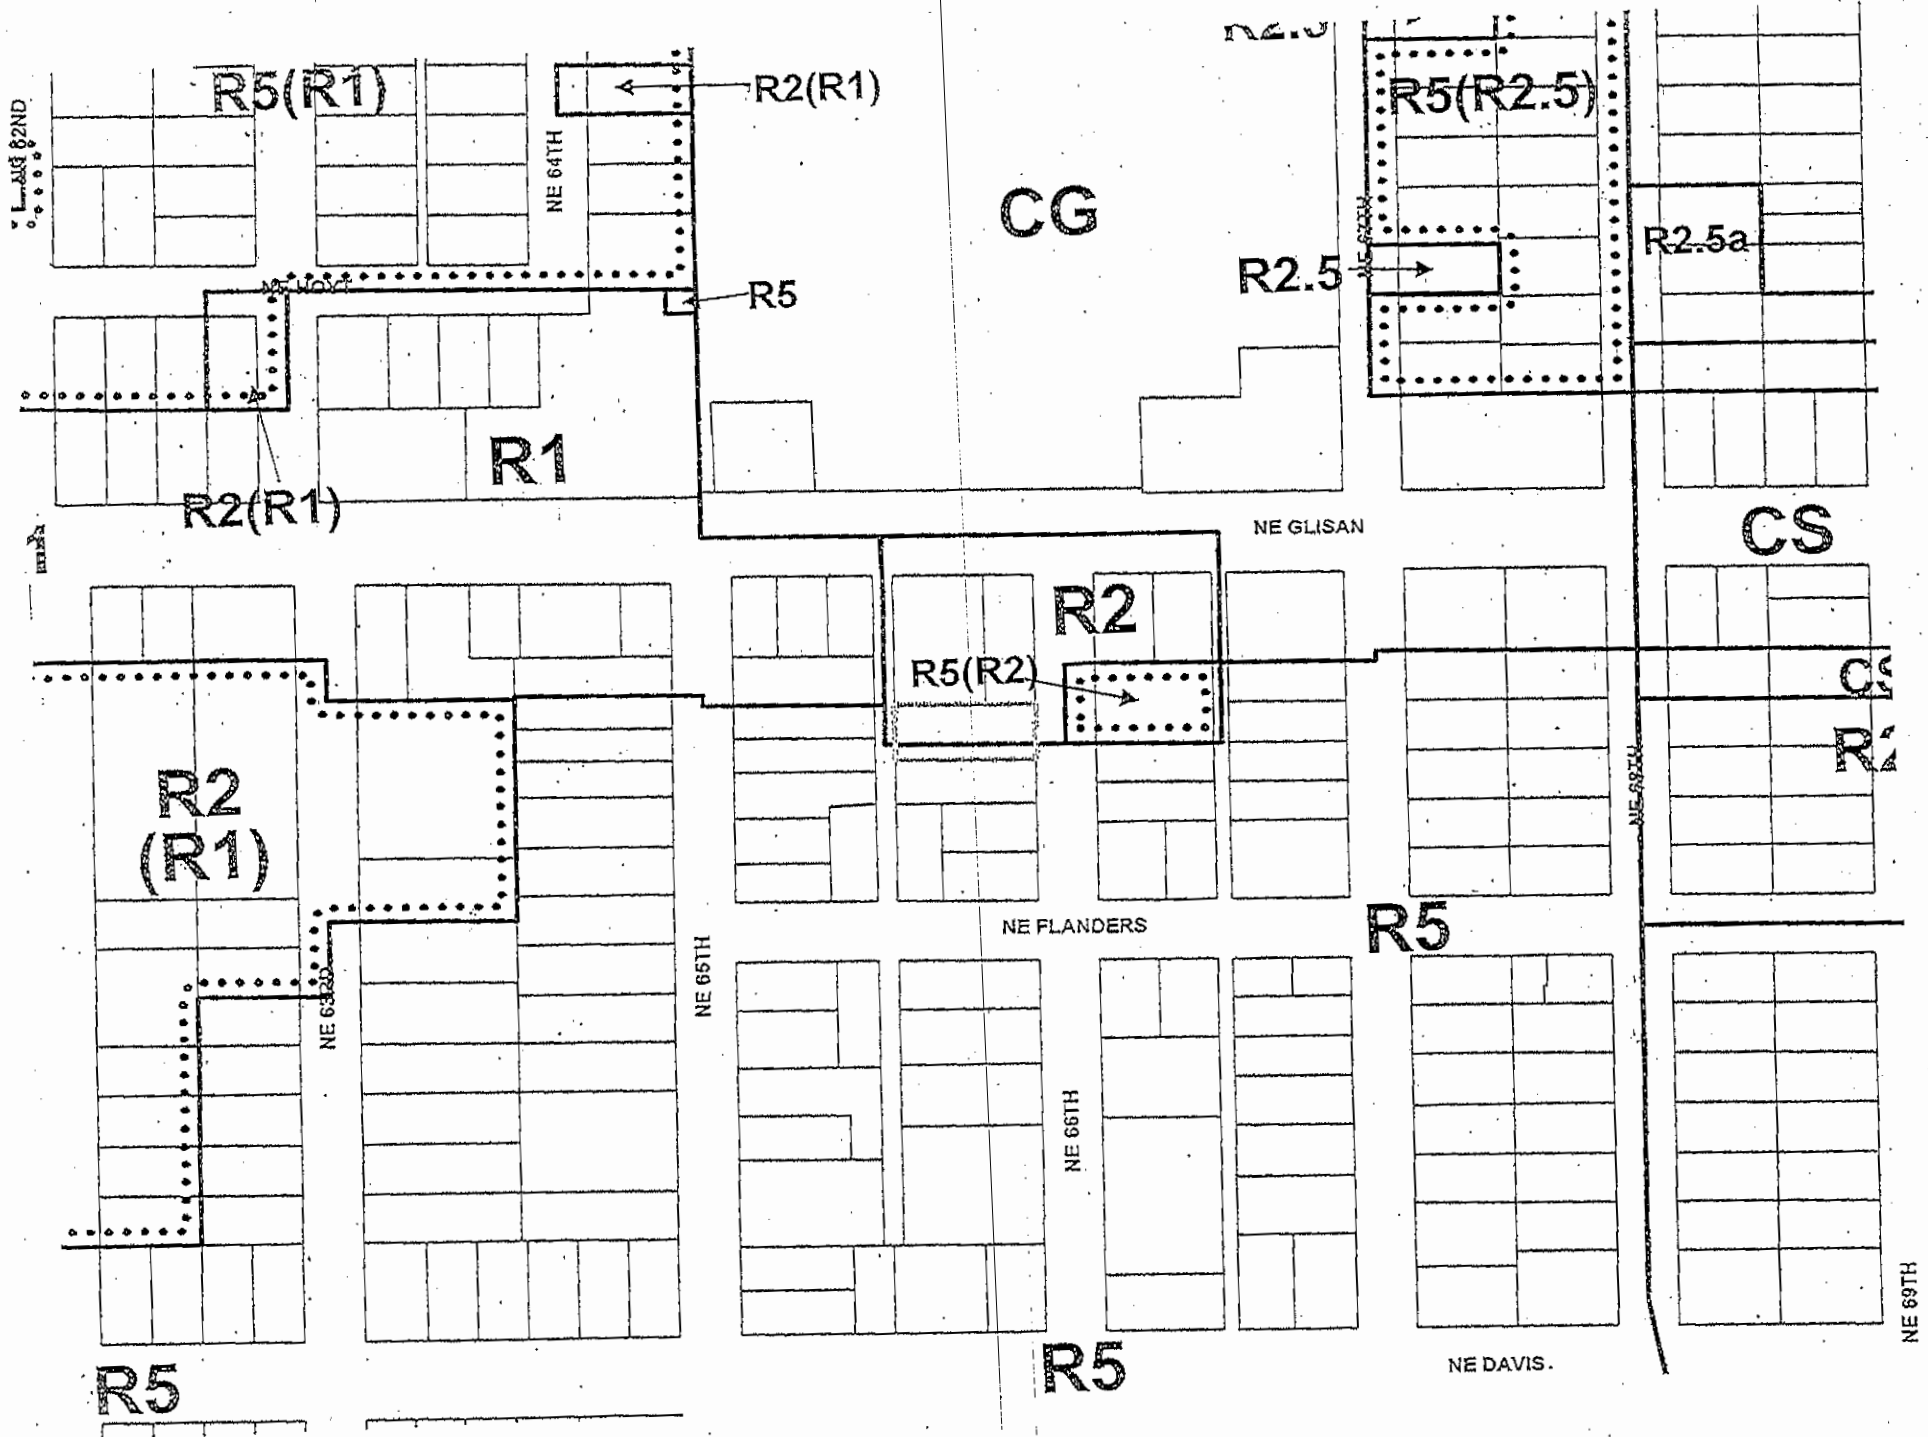 R5(R1)
R2(R1)
R5(R2.5)
NE 64TH
CG
R2.5a
R2.5
R5
R1
R2(R1)
NE GLISAN
CS
R2
R5(R2)
R2
(R1)
NE FLANDERS
R5
NE 65TH
NE 63RD
NE 66TH
NE 69TH
R5
R5
NE DAVIS.